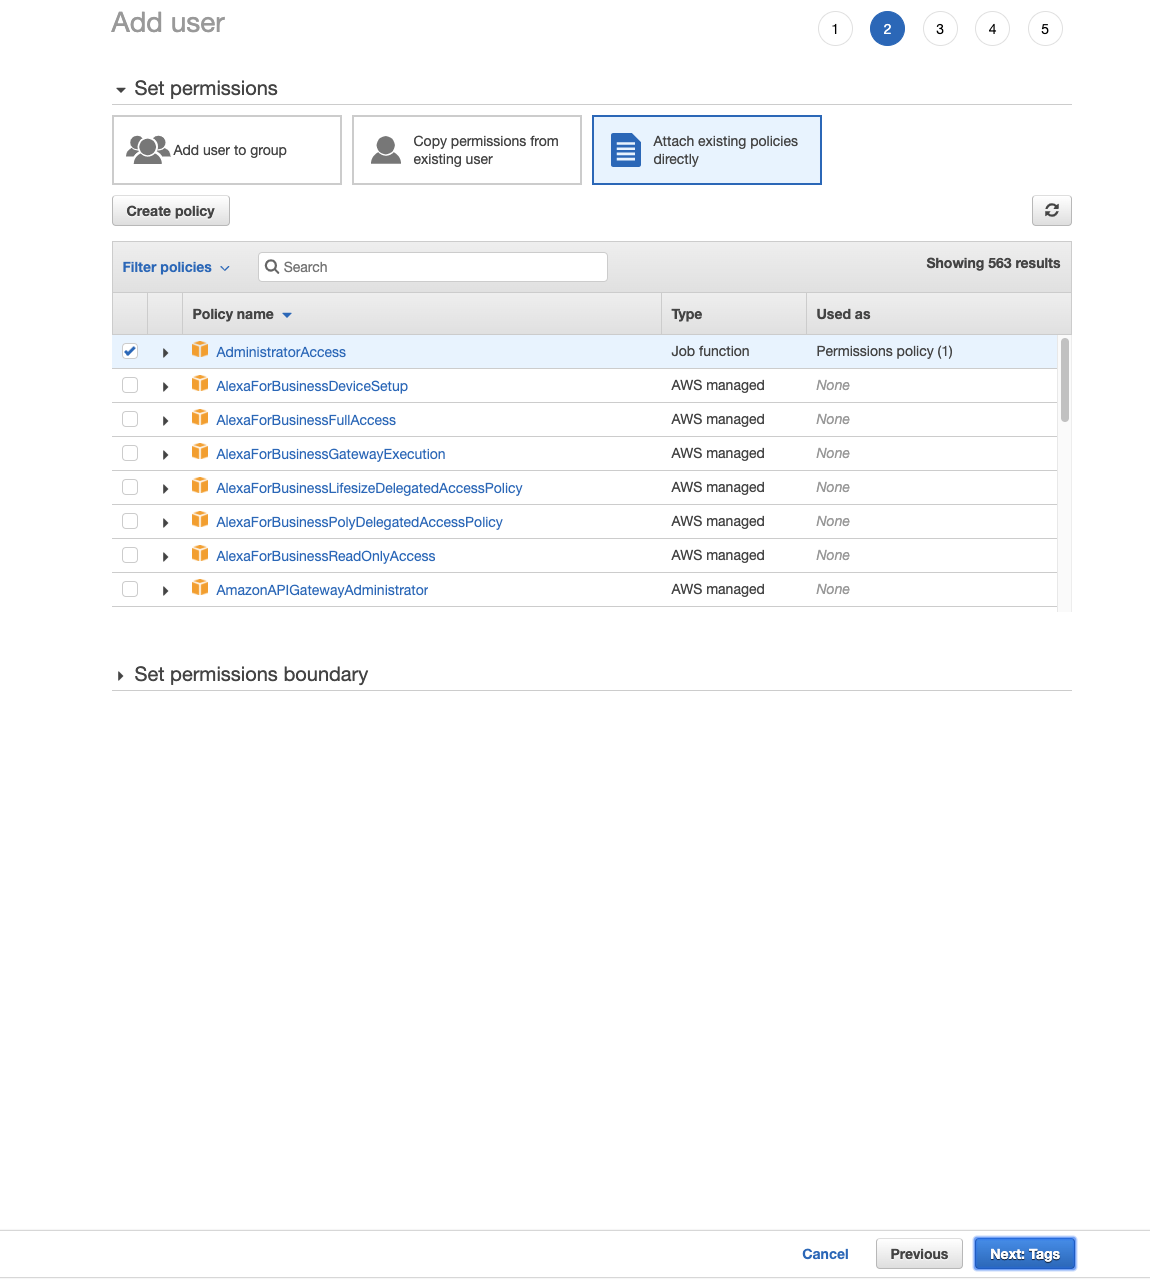 Add user
1 2 3 4 5
Set permissions
Add user to group
Copy permissions from
existing user
Attach existing policies
directly
Create policy
Filter policies Search Showing 563 results
Policy name Type Used as
AdministratorAccess Job function Permissions policy (1)
AlexaForBusinessDeviceSetup AWS managed None
AlexaForBusinessFullAccess AWS managed None
AlexaForBusinessGatewayExecution AWS managed None
AlexaForBusinessLifesizeDelegatedAccessPolicy AWS managed None
AlexaForBusinessPolyDelegatedAccessPolicy AWS managed None
AlexaForBusinessReadOnlyAccess AWS managed None
AmazonAPIGatewayAdministrator AWS managed None
Set permissions boundary
Cancel Previous Next: Tags